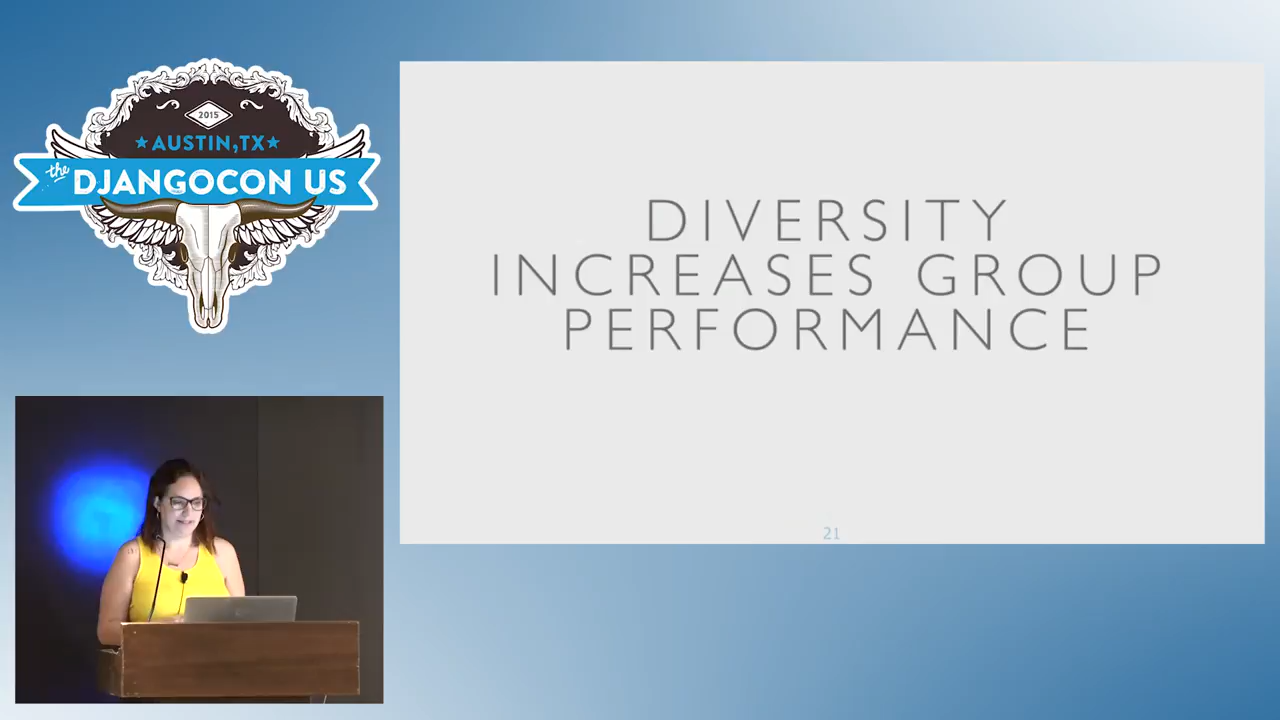 2015
AUSTIN, TX
the
DJANGOCON US
DIVERSITY
INCREASES GROUP
PERFORMANCE
21